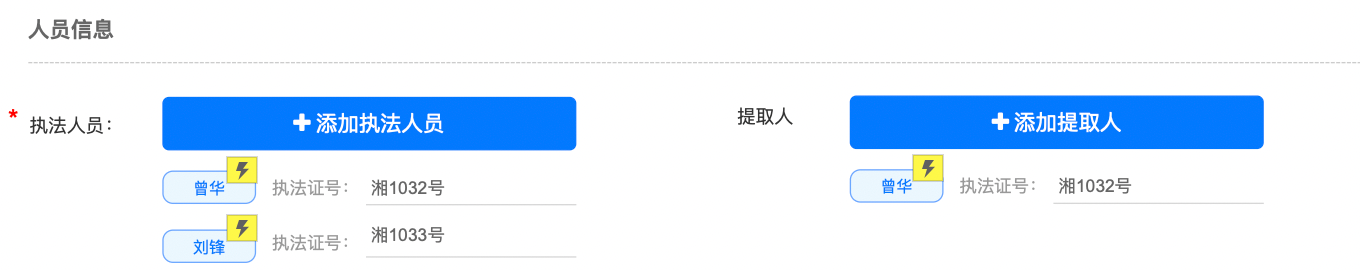 人员信息
* 执法人员： 添加执法人员 提取人 添加提取人
曾华 执法证号： 湘1032号 曾华 执法证号： 湘1032号
刘锋 执法证号： 湘1033号